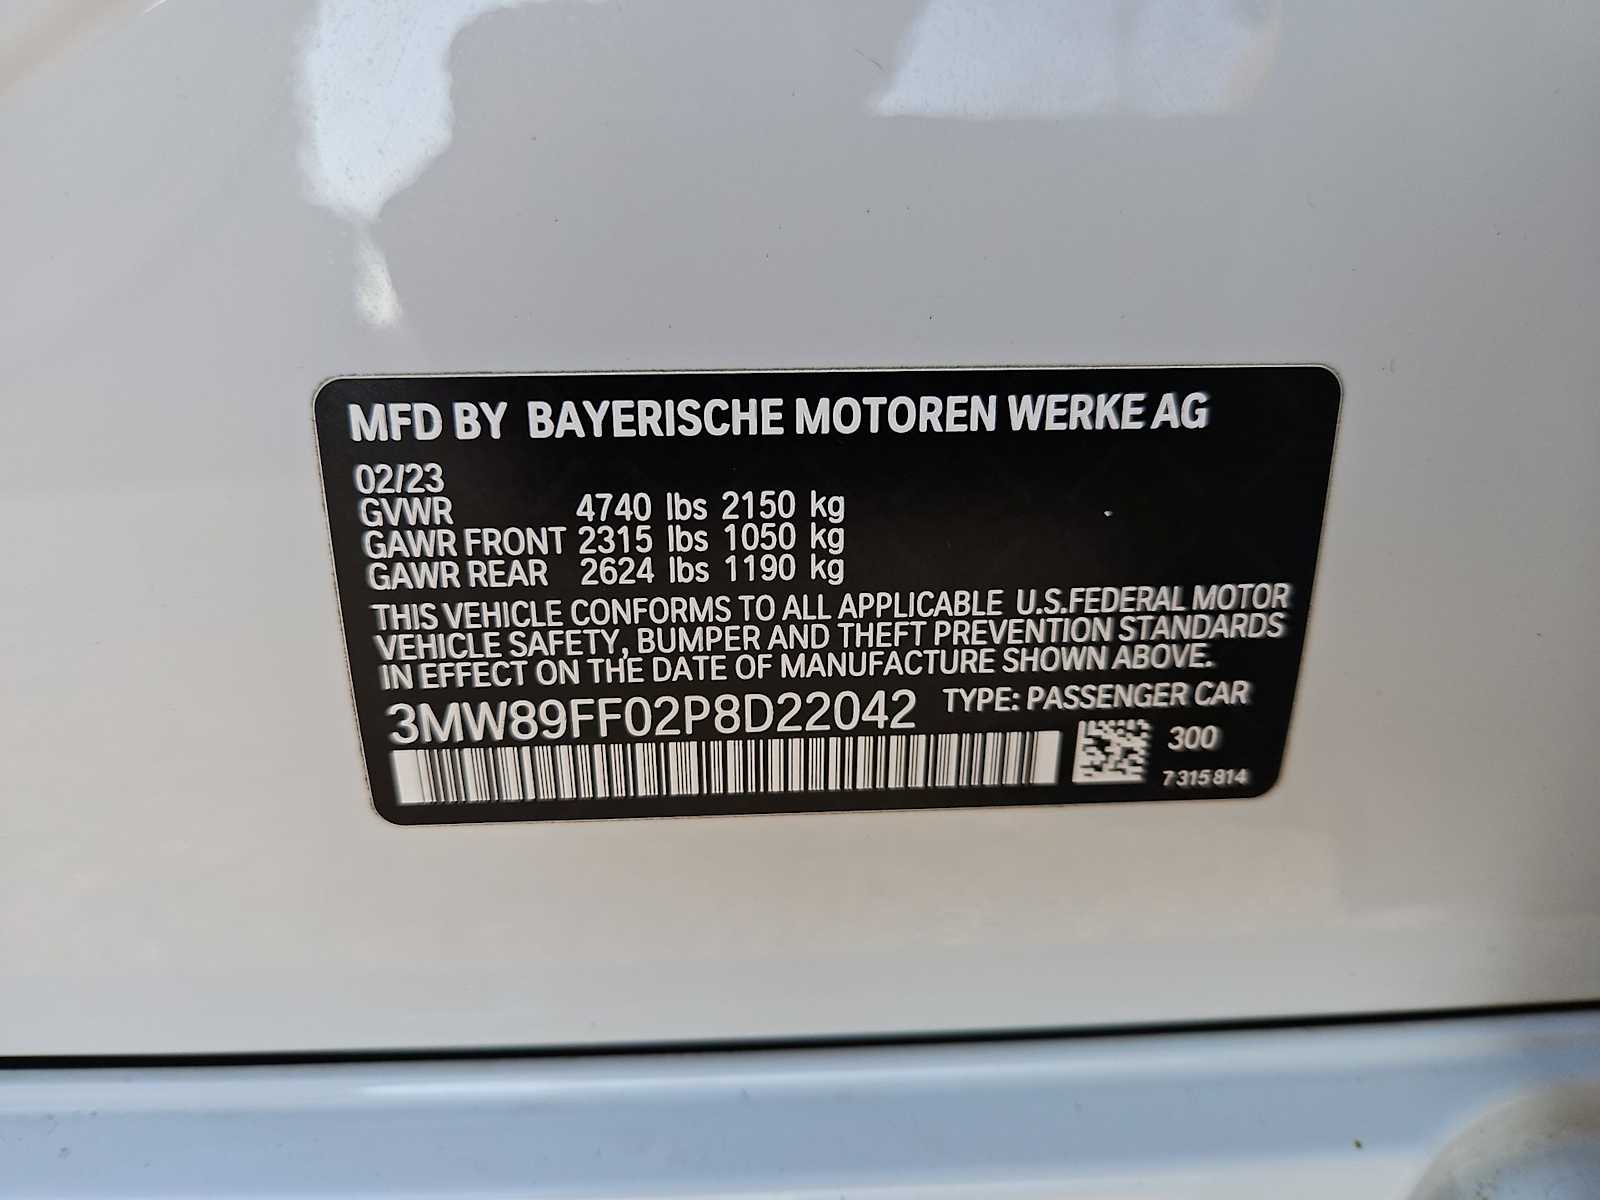 MFD BY BAYERISCHE MOTOREN WERKE AG
02/23
GVWR 4740 lbs 2150 kg
GAWR FRONT 2315 lbs 1050 kg
GAWR REAR 2624 lbs 1190 kg
THIS VEHICLE CONFORMS TO ALL APPLICABLE U.S.FEDERAL MOTOR
VEHICLE SAFETY, BUMPER AND THEFT PREVENTION STANDARDS
IN EFFECT ON THE DATE OF MANUFACTURE SHOWN ABOVE.
3MW89FF02P8D22042 TYPE: PASSENGER CAR
300
7 315 814